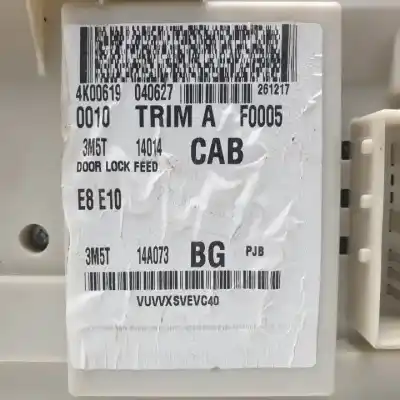 4K00619 040627 261217
0010 TRIM A F0005
3M5T 14014 CAB
DOOR LOCK FEED
E8 E10
3M5T 14A073 BG PJB
VUVVXSVEVC40